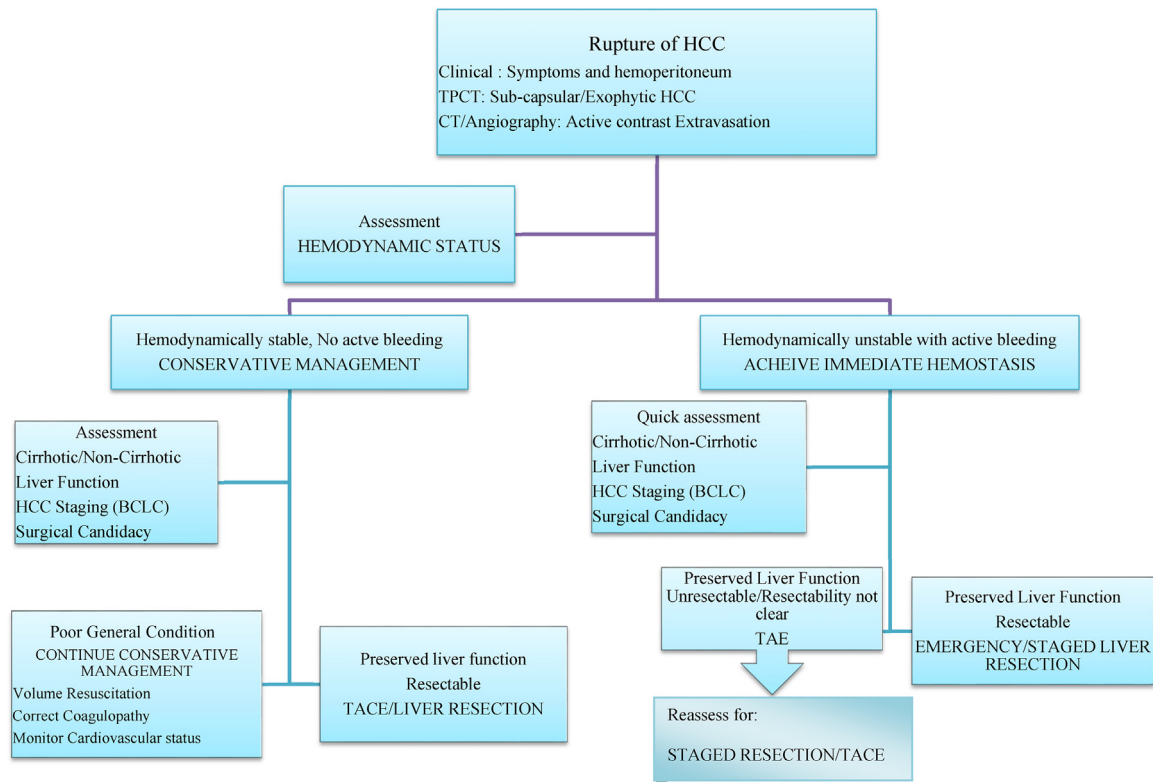 Rupture of HCC
Clinical : Symptoms and hemoperitoneum
TPCT: Sub-capsular/Exophytic HCC
CT/Angiography: Active contrast Extravasation
Assessment
HEMODYNAMIC STATUS
Hemodynamically stable, No actve bleeding
CONSERVATIVE MANAGEMENT
Hemodynamically unstable with active bleeding
ACHEIVE IMMEDIATE HEMOSTASIS
Assessment
Cirrhotic/Non-Cirrhotic
Liver Function
HCC Staging (BCLC)
Surgical Candidacy
Quick assessment
Cirrhotic/Non-Cirrhotic
Liver Function
HCC Staging (BCLC)
Surgical Candidacy
Poor General Condition
CONTINUE CONSERVATIVE
MANAGEMENT
Volume Resuscitation
Correct Coagulopathy
Monitor Cardiovascular status
Preserved liver function
Resectable
TACE/LIVER RESECTION
Preserved Liver Function
Unresectable/Resectability not
clear
TAE
Preserved Liver Function
Resectable
EMERGENCY/STAGED LIVER
RESECTION
Reassess for:
STAGED RESECTION/TACE